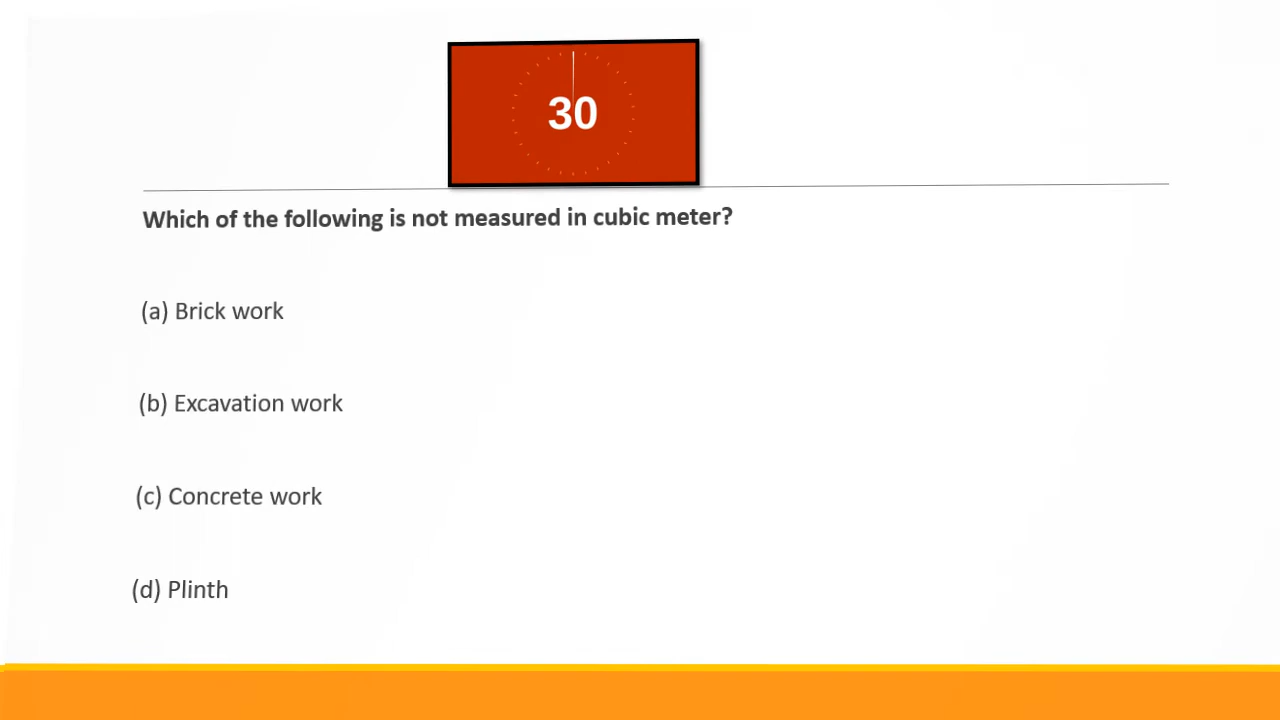 30
Which of the following is not measured in cubic meter?
(a) Brick work
(b) Excavation work
(c) Concrete work
(d) Plinth